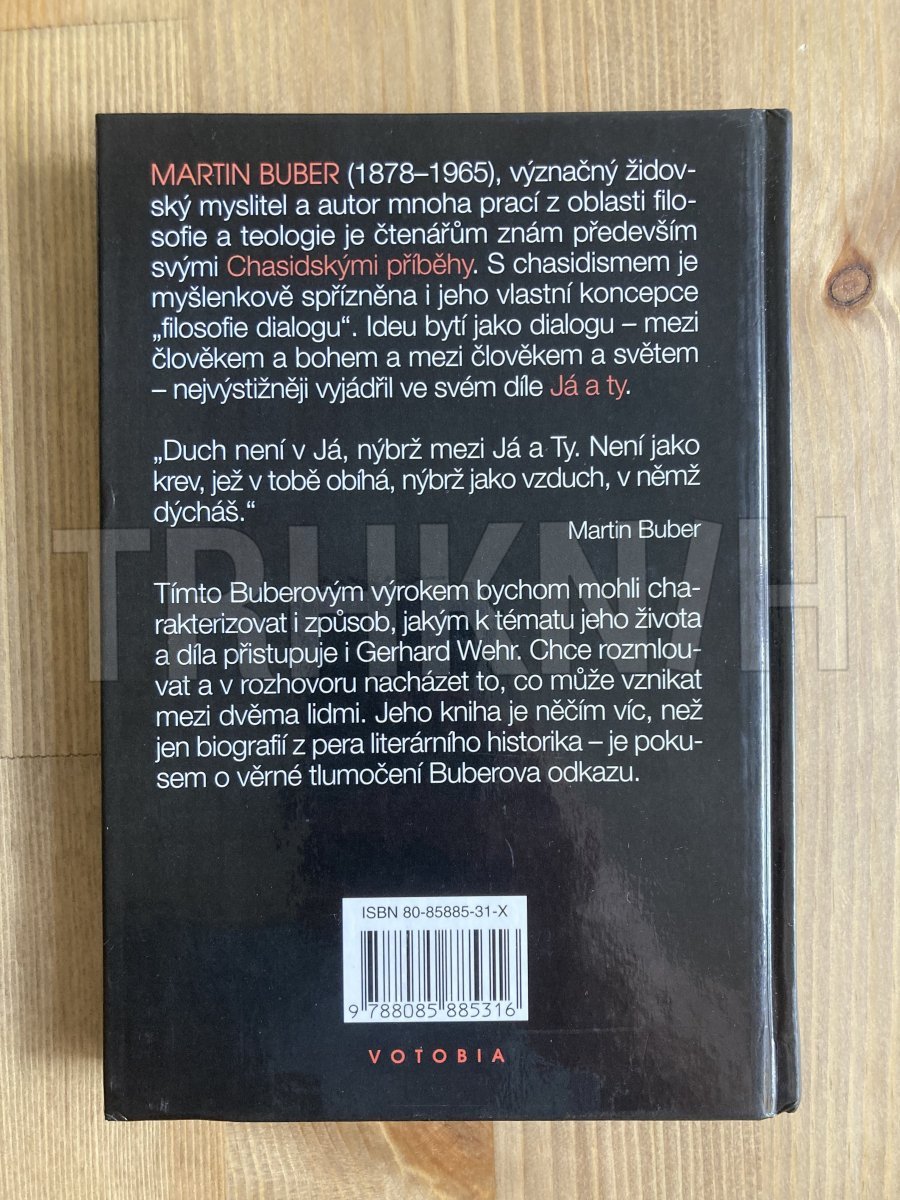 MARTIN BUBER (1878–1965), význačný židov-
ský myslitel a autor mnoha prací z oblasti filo-
sofie a teologie je čtenářům znám především
svými Chasidskými příběhy. S chasidismem je
myšlenkově spřízněna i jeho vlastní koncepce
„filosofie dialogu“. Ideu bytí jako dialogu – mezi
člověkem a bohem a mezi člověkem a světem
– nejvýstižněji vyjádřil ve svém díle Já a ty.
„Duch není v Já, nýbrž mezi Já a Ty. Není jako
krev, jež v tobě obíhá, nýbrž jako vzduch, v němž
dýcháš.“
Martin Buber
TRHKNIH
Tímto Buberovým výrokem bychom mohli cha-
rakterizovat i způsob, jakým k tématu jeho života
a díla přistupuje i Gerhard Wehr. Chce rozmlou-
vat a v rozhovoru nacházet to, co může vznikat
mezi dvěma lidmi. Jeho kniha je něčím víc, než
jen biografií z pera literárního historika – je poku-
sem o věrné tlumočení Buberova odkazu.
ISBN 80-85885-31-X
9 788085 885316
VOTOBIA